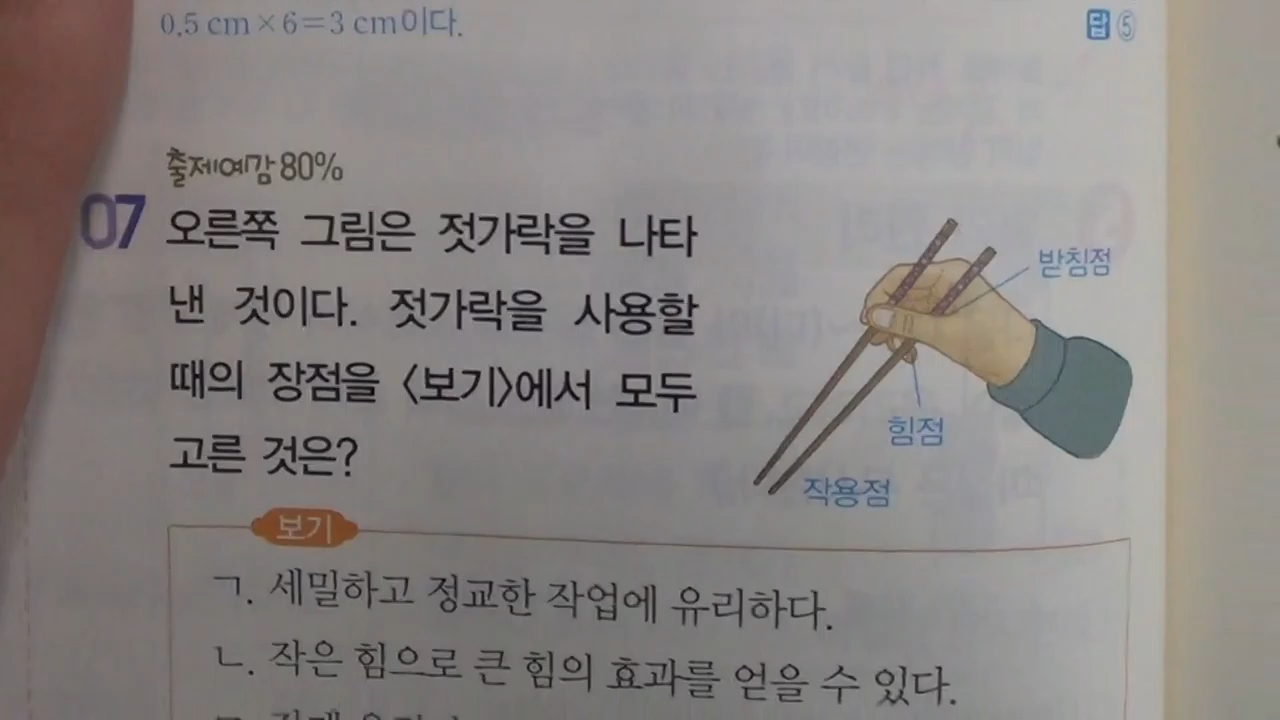 0.5 cm×6=3 cm이다.
답 ⑤
출제예감 80%
07 오른쪽 그림은 젓가락을 나타
낸 것이다. 젓가락을 사용할
때의 장점을 <보기>에서 모두
고른 것은?
받침점
힘점
작용점
보기
ㄱ. 세밀하고 정교한 작업에 유리하다.
ㄴ. 작은 힘으로 큰 힘의 효과를 얻을 수 있다.